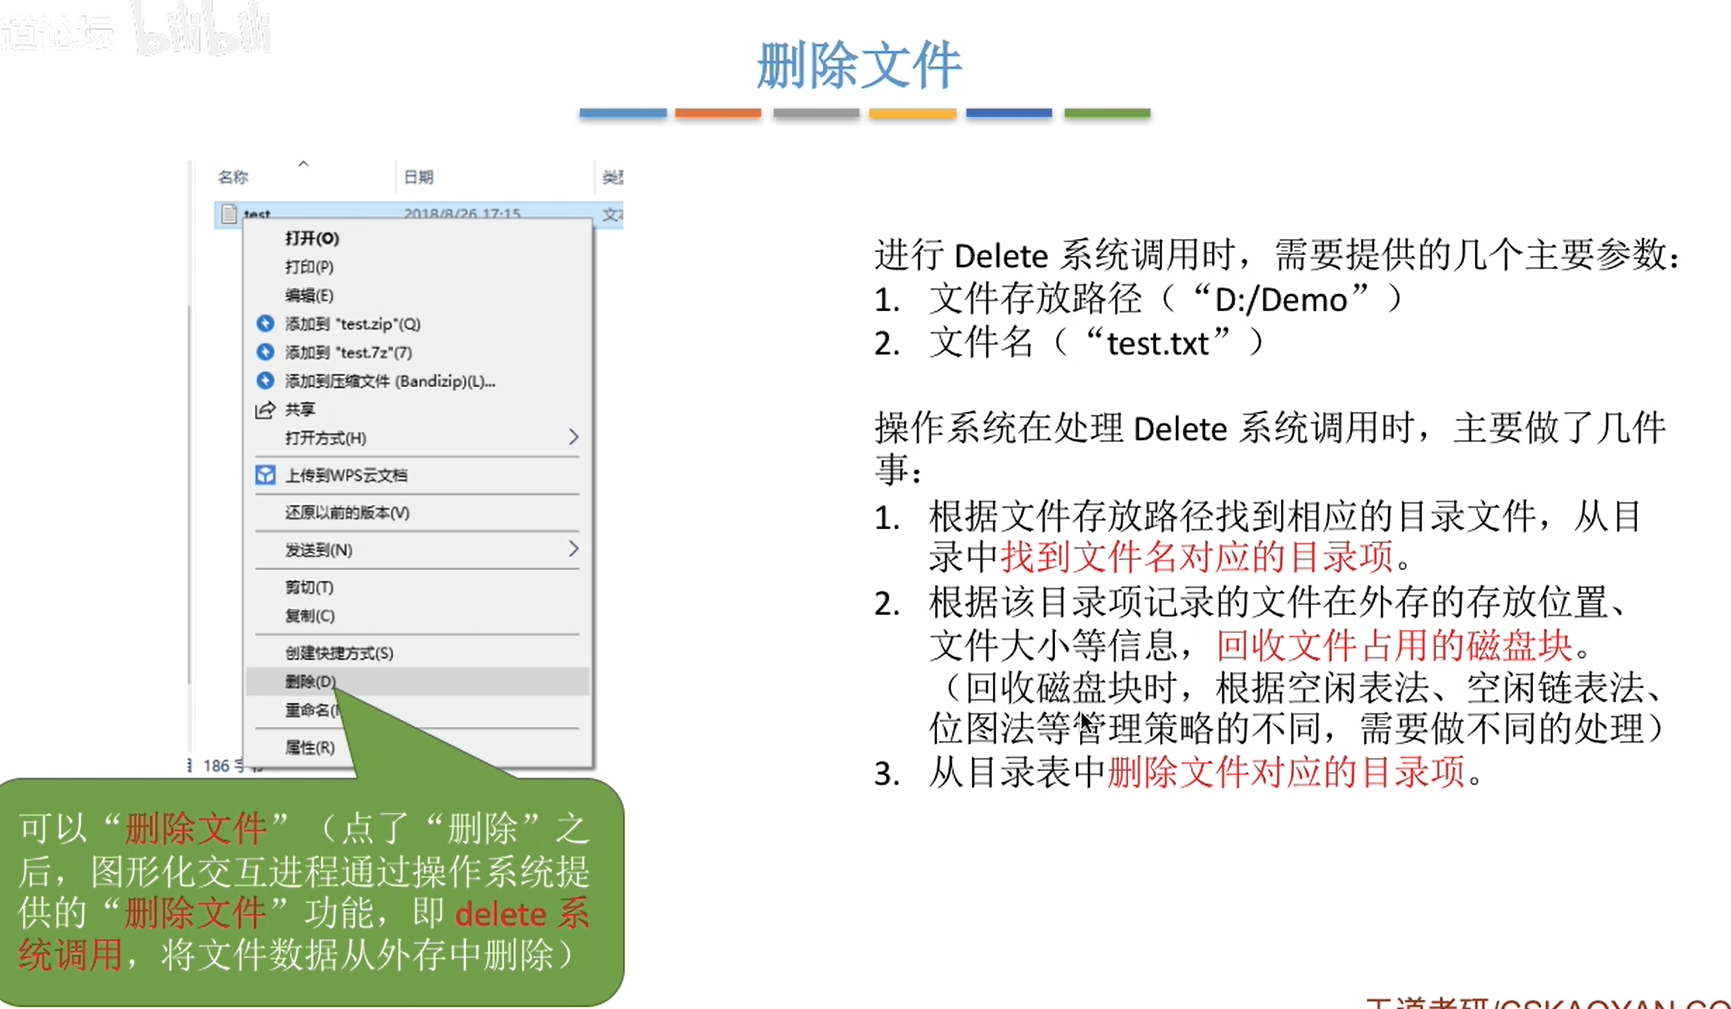 道论坛 bilibili
删除文件
名称 日期
test 2018/8/26 17:15
打开(O)
打印(P)
编辑(E)
添加到 "test.zip"(Q)
添加到 "test.7z"(7)
添加到压缩文件 (Bandizip)(L)...
共享
打开方式(H)
上传到WPS云文档
还原以前的版本(V)
发送到(N)
剪切(T)
复制(C)
创建快捷方式(S)
删除(D)
重命名(
属性(R)
186
可以“删除文件”（点了“删除”之
后，图形化交互进程通过操作系统提
供的“删除文件”功能，即 delete 系
统调用，将文件数据从外存中删除）
进行 Delete 系统调用时，需要提供的几个主要参数：
1. 文件存放路径（“D:/Demo”）
2. 文件名（“test.txt”）
操作系统在处理 Delete 系统调用时，主要做了几件
事：
1. 根据文件存放路径找到相应的目录文件，从目
录中找到文件名对应的目录项。
2. 根据该目录项记录的文件在外存的存放位置、
文件大小等信息，回收文件占用的磁盘块。
（回收磁盘块时，根据空闲表法、空闲链表法、
位图法等管理策略的不同，需要做不同的处理）
3. 从目录表中删除文件对应的目录项。
王道考研/CSKAOYAN.CO